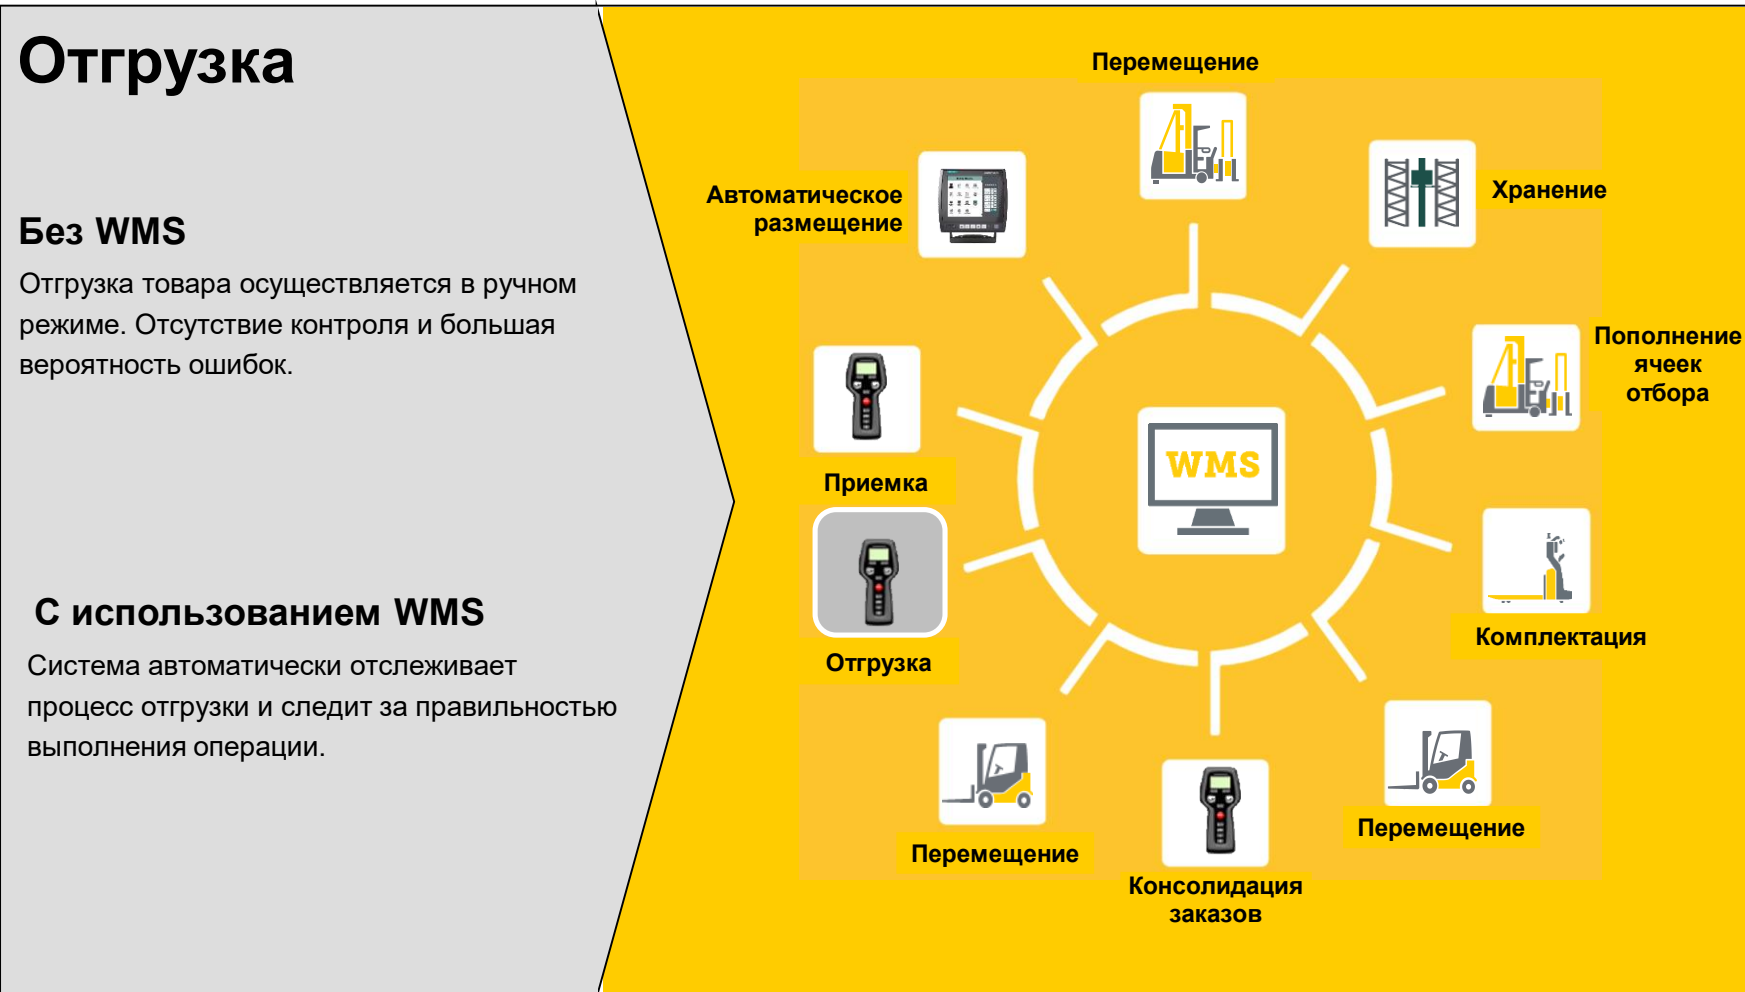 Отгрузка
Без WMS
Отгрузка товара осуществляется в ручном
режиме. Отсутствие контроля и большая
вероятность ошибок.
С использованием WMS
Система автоматически отслеживает
процесс отгрузки и следит за правильностью
выполнения операции.
Перемещение
Автоматическое
размещение
Хранение
Пополнение
ячеек
отбора
Приемка
WMS
Отгрузка
Комплектация
Перемещение
Перемещение
Консолидация
заказов